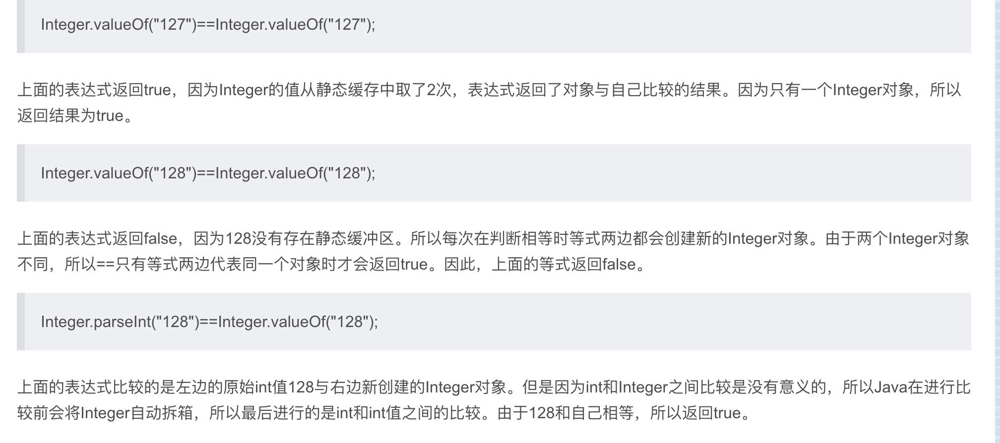 Integer.valueOf("127")==Integer.valueOf("127");
上面的表达式返回true，因为Integer的值从静态缓存中取了2次，表达式返回了对象与自己比较的结果。因为只有一个Integer对象，所以
返回结果为true。
Integer.valueOf("128")==Integer.valueOf("128");
上面的表达式返回false，因为128没有存在静态缓冲区。所以每次在判断相等时等式两边都会创建新的Integer对象。由于两个Integer对象
不同，所以==只有等式两边代表同一个对象时才会返回true。因此，上面的等式返回false。
Integer.parseInt("128")==Integer.valueOf("128");
上面的表达式比较的是左边的原始int值128与右边新创建的Integer对象。但是因为int和Integer之间比较是没有意义的，所以Java在进行比
较前会将Integer自动拆箱，所以最后进行的是int和int值之间的比较。由于128和自己相等，所以返回true。